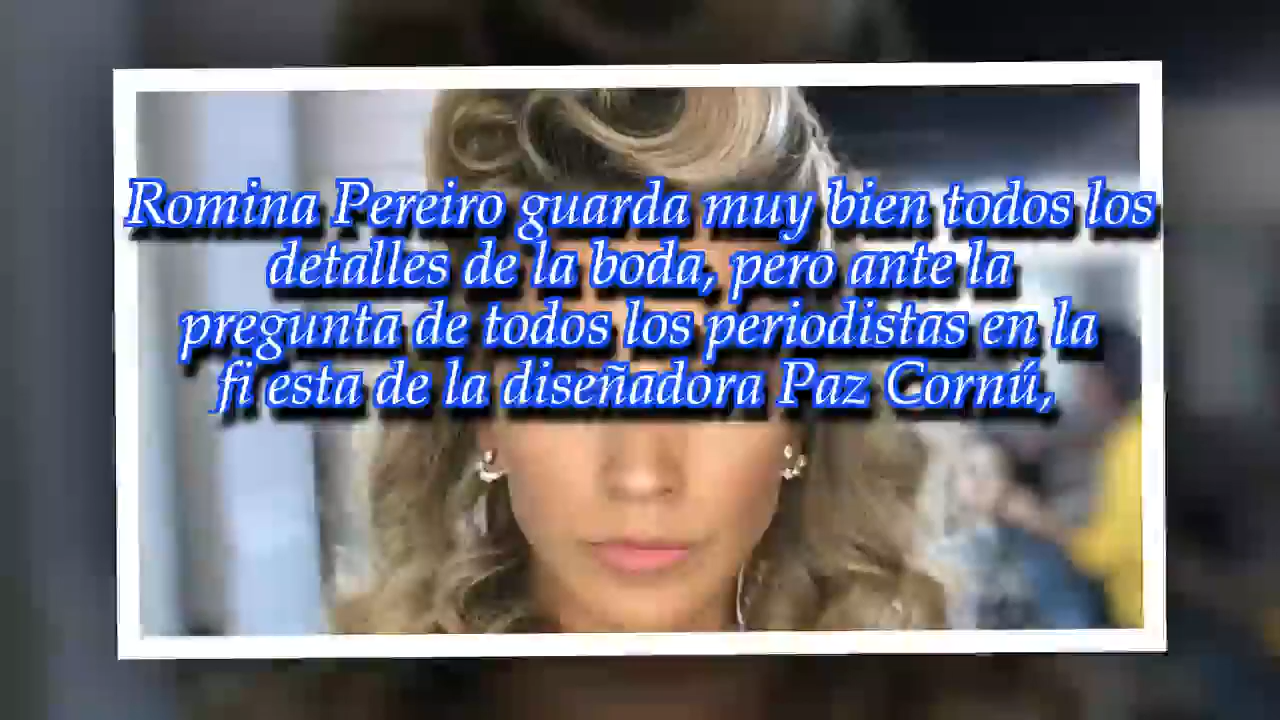 Romina Pereiro guarda muy bien todos los
detalles de la boda, pero ante la
pregunta de todos los periodistas en la
fi esta de la diseñadora Paz Cornú,